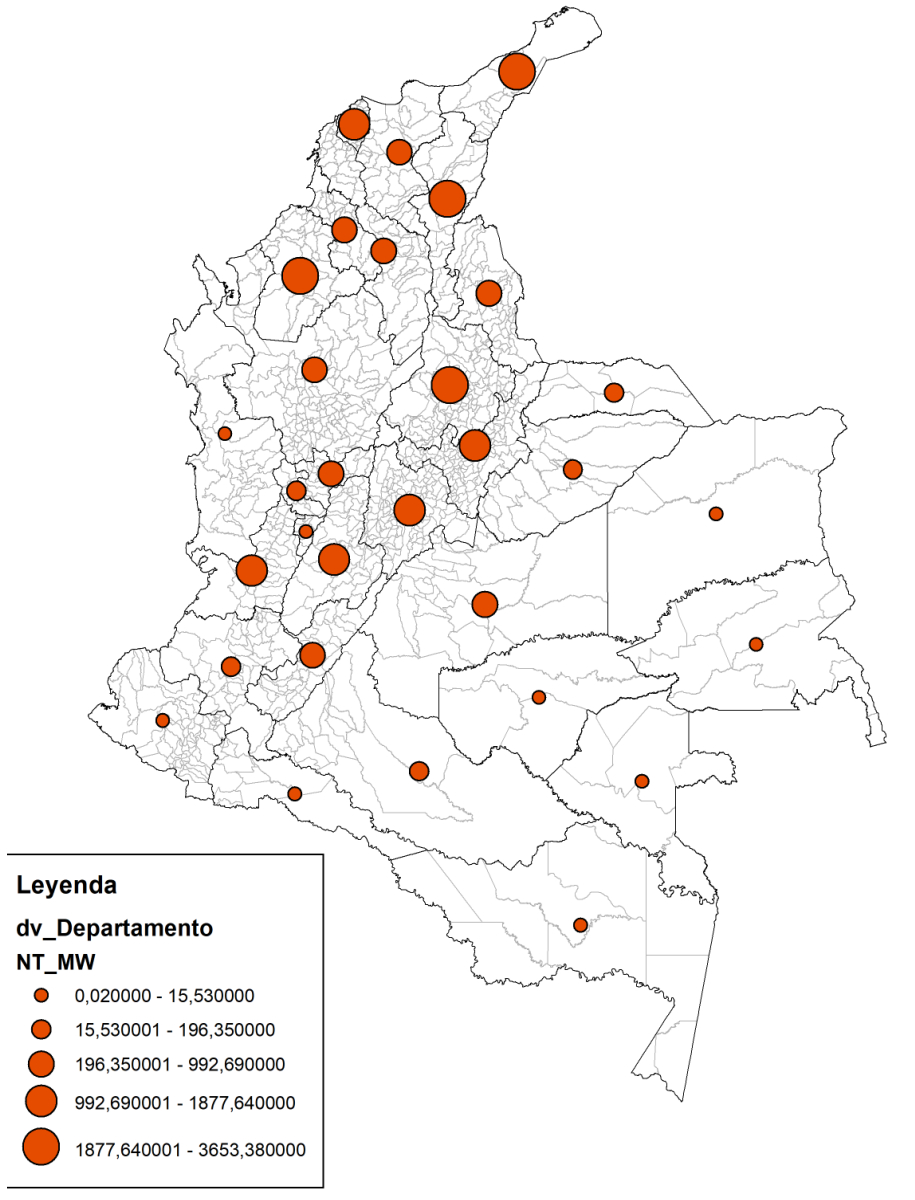 Leyenda
dv_Departamento
NT_MW
0,020000 - 15,530000
15,530001 - 196,350000
196,350001 - 992,690000
992,690001 - 1877,640000
1877,640001 - 3653,380000